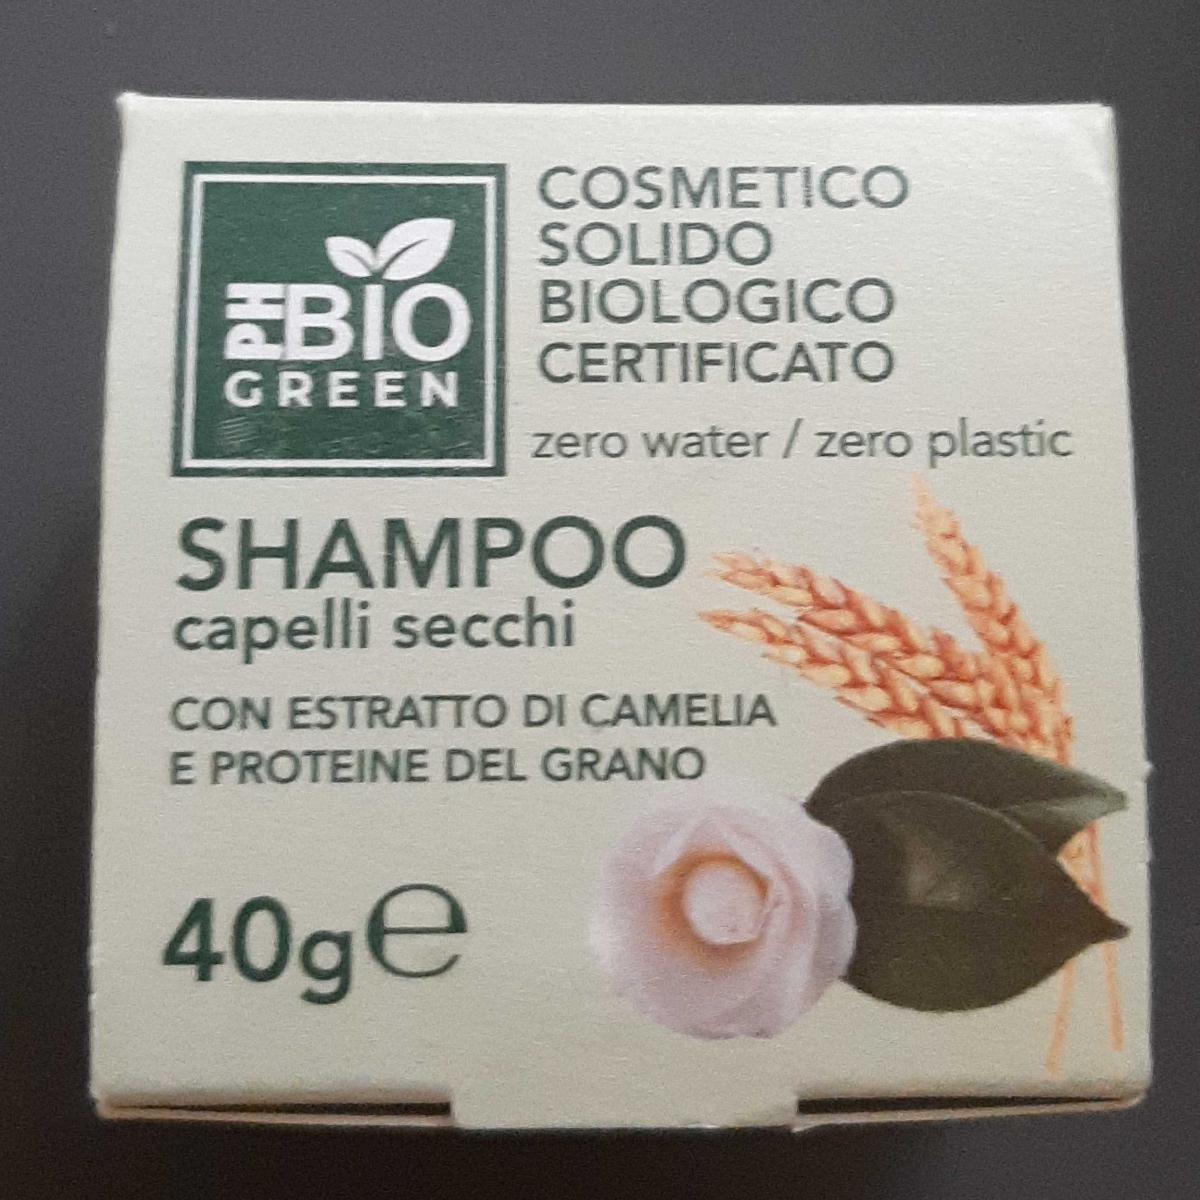 PH BIO
GREEN
COSMETICO
SOLIDO
BIOLOGICO
CERTIFICATO
zero water / zero plastic
SHAMPOO
capelli secchi
CON ESTRATTO DI CAMELIA
E PROTEINE DEL GRANO
40g e